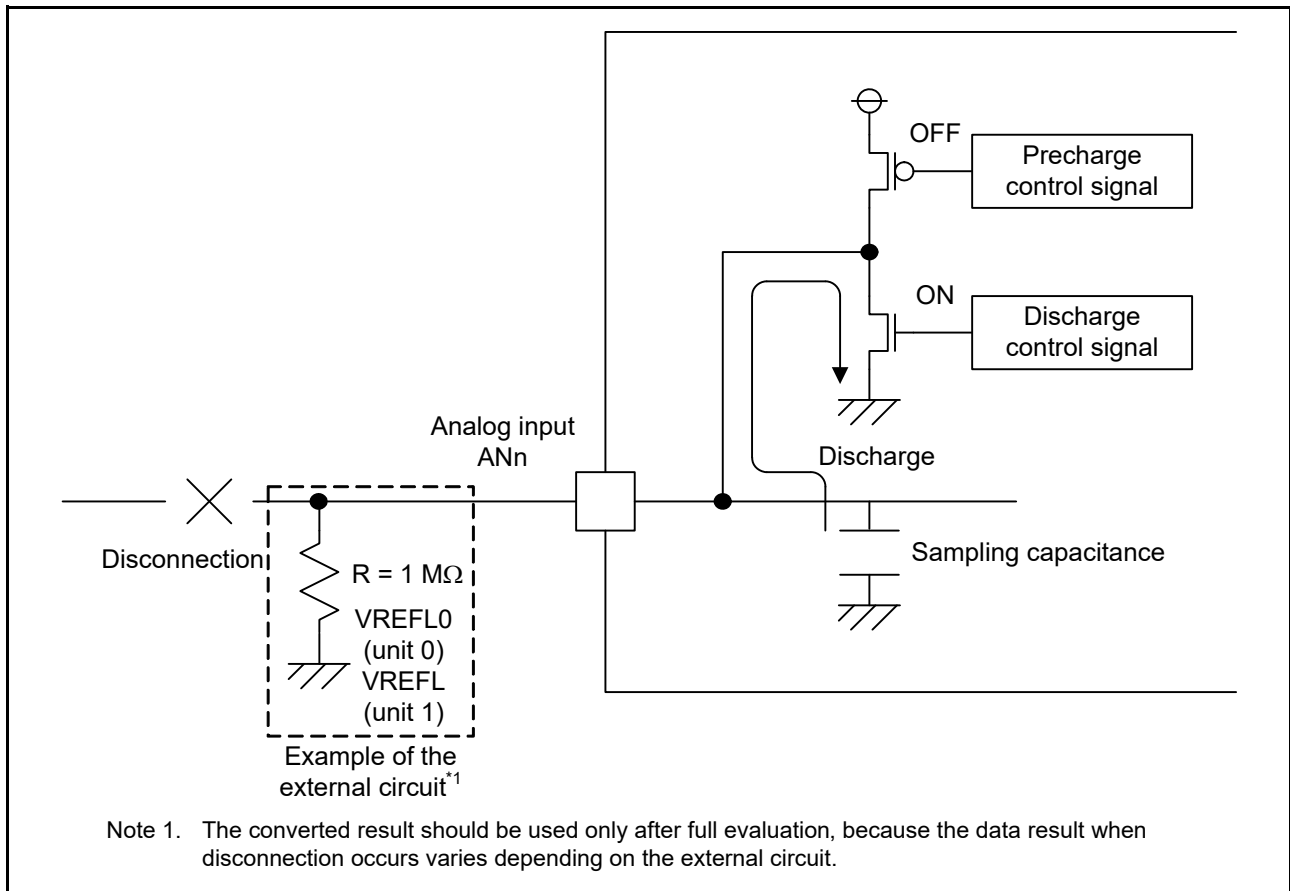 OFF
Precharge
control signal
ON
Discharge
control signal
Analog input
ANn
Discharge
Disconnection
Sampling capacitance
R = 1 MΩ
VREFL0
(unit 0)
VREFL
(unit 1)
Example of the
external circuit*1
Note 1. The converted result should be used only after full evaluation, because the data result when
disconnection occurs varies depending on the external circuit.